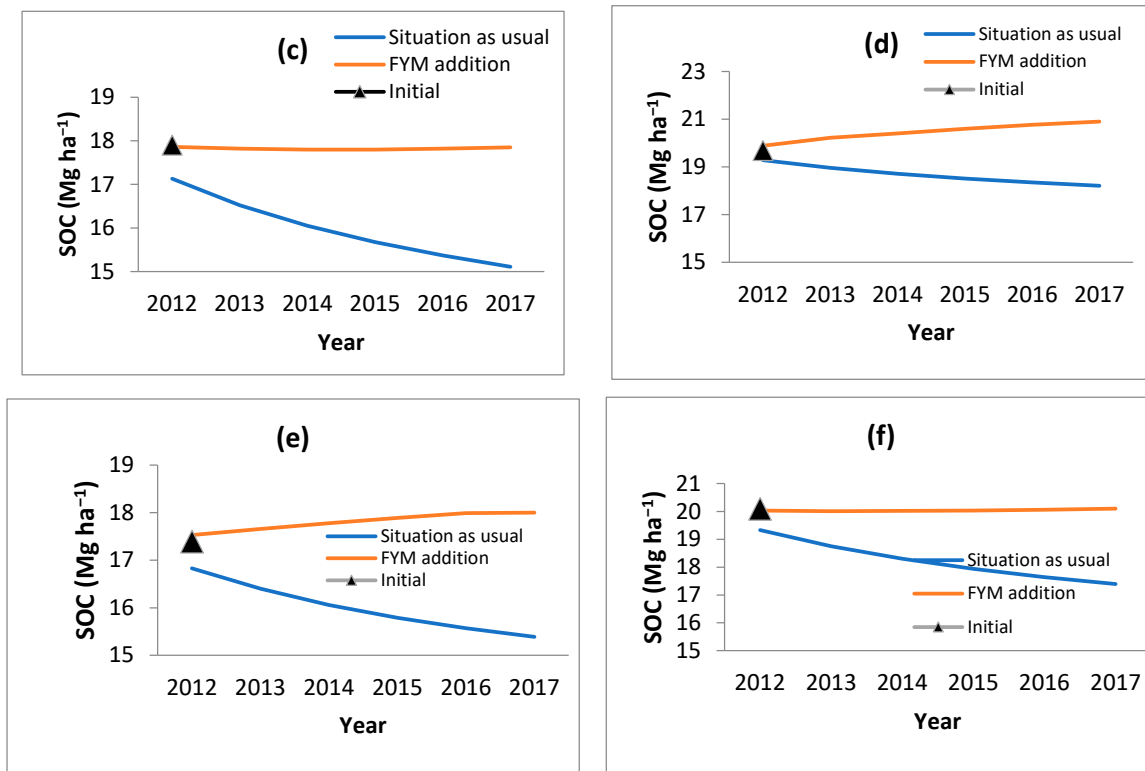 (c)
Situation as usual
FYM addition
Initial
SOC (Mg ha⁻¹)
19
18
17
16
15
2012 2013 2014 2015 2016 2017
Year
(d)
Situation as usual
FYM addition
Initial
SOC (Mg ha⁻¹)
23
21
19
17
15
2012 2013 2014 2015 2016 2017
Year
(e)
Situation as usual
FYM addition
Initial
SOC (Mg ha⁻¹)
19
18
17
16
15
2012 2013 2014 2015 2016 2017
Year
(f)
Situation as usual
FYM addition
Initial
SOC (Mg ha⁻¹)
21
20
19
18
17
16
15
2012 2013 2014 2015 2016 2017
Year